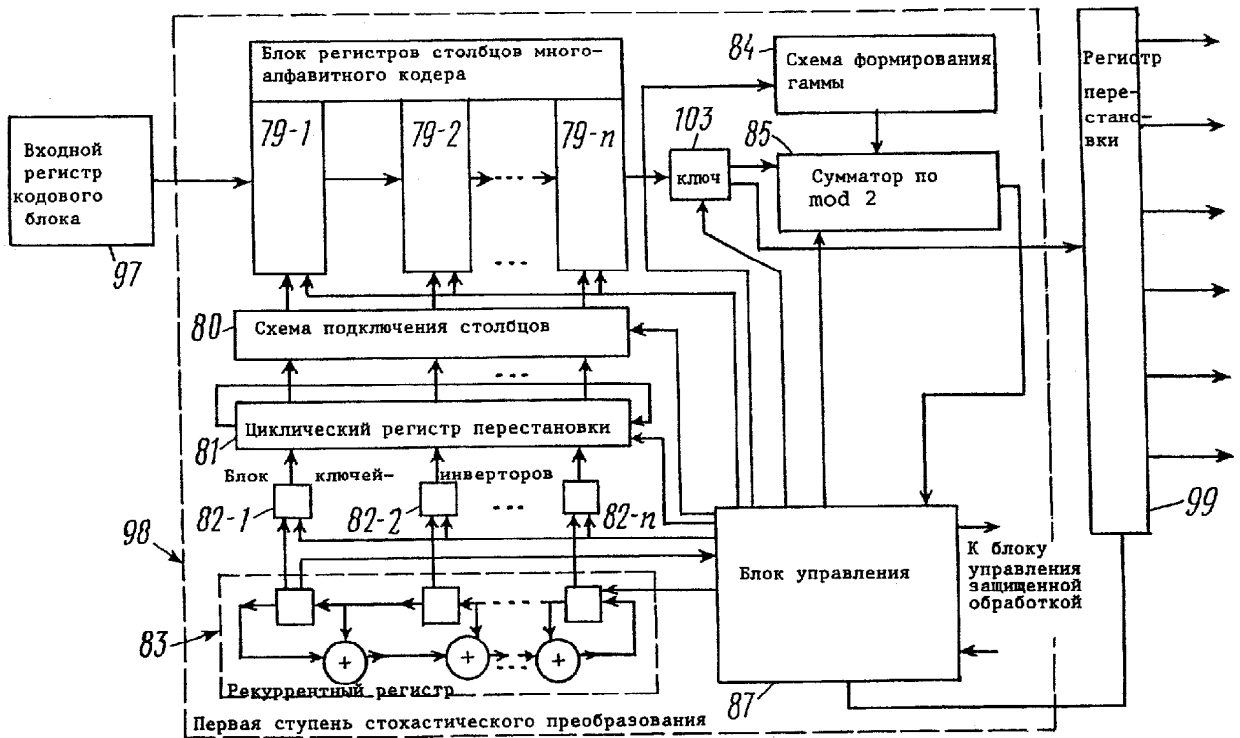 Блок регистров столбцов много-
алфавитного кодера
79-1
79-2
79-n
84
Схема формирования
гаммы
Регистр
пере-
станов-
ки
Входной
регистр
кодового
блока
97
103
ключ
85
Сумматор по
mod 2
80
Схема подключения столбцов
81
Циклический регистр перестановки
Блок ключей-инверторов
82-1
82-2
82-n
98
99
Блок управления
К блоку
управления
защищенной
обработкой
83
+
+
+
Рекуррентный регистр
87
Первая ступень стохастического преобразования